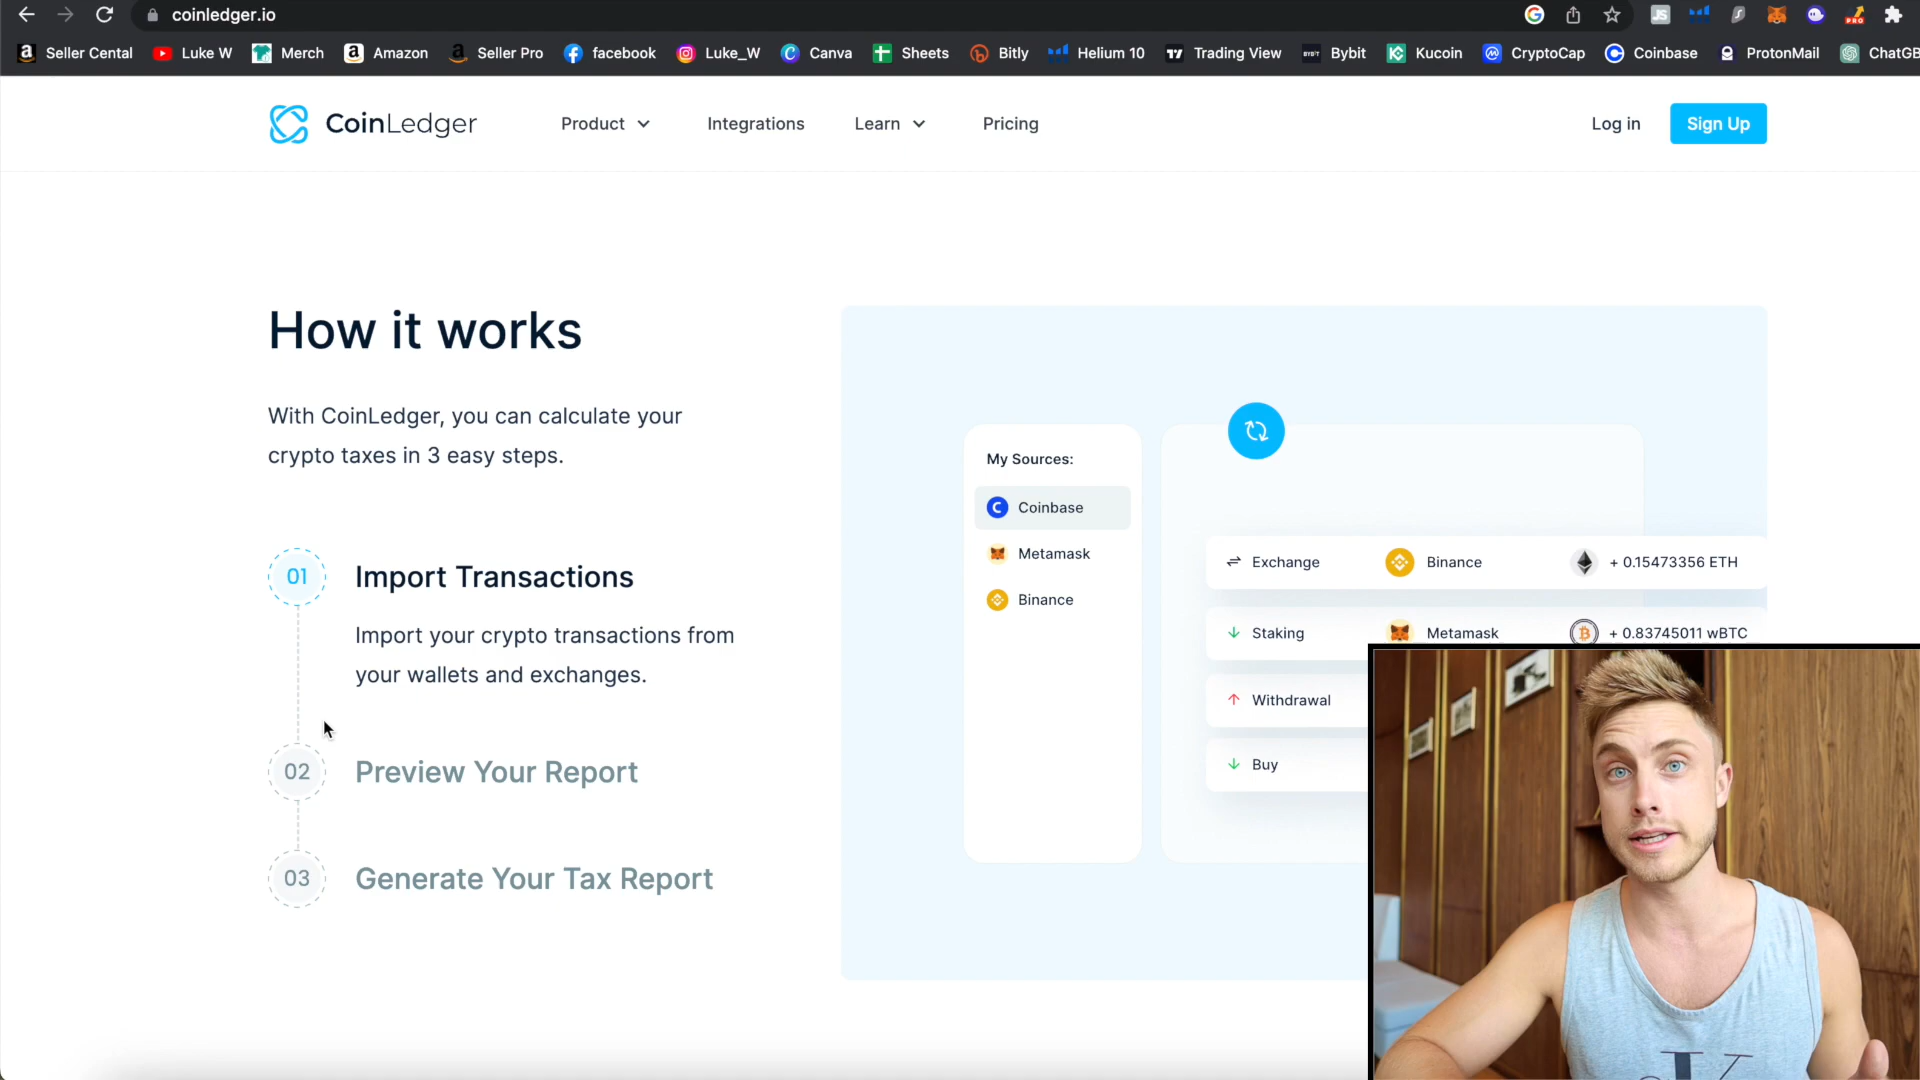 coinledger.io
JS
PRO
Seller Cental
Luke W
Merch
Amazon
Seller Pro
facebook
Luke_W
Canva
Sheets
Bitly
Helium 10
Trading View
Bybit
Kucoin
CryptoCap
Coinbase
ProtonMail
ChatGB
CoinLedger
Product
Integrations
Learn
Pricing
Log in
Sign Up
How it works
With CoinLedger, you can calculate your
crypto taxes in 3 easy steps.
01
Import Transactions
Import your crypto transactions from
your wallets and exchanges.
02
Preview Your Report
03
Generate Your Tax Report
My Sources:
Coinbase
Metamask
Binance
Exchange
Binance
+ 0.15473356 ETH
Staking
Metamask
+ 0.83745011 wBTC
Withdrawal
Buy